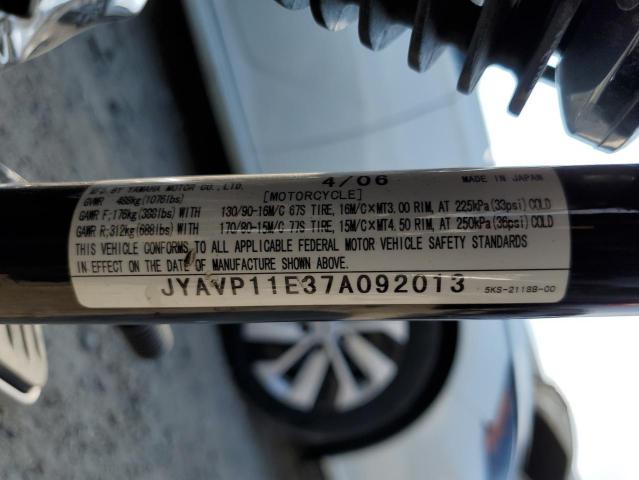 MFD. BY YAMAHA MOTOR CO., LTD. 4/06 MADE IN JAPAN
GVWR 488kg(1076lbs) [MOTORCYCLE]
GAWR F;176kg(388lbs) WITH 130/90-16M/C 67S TIRE, 16M/C×MT3.00 RIM, AT 225kPa(33psi)COLD
GAWR R;312kg(688lbs) WITH 170/80-15M/C 77S TIRE, 15M/C×MT4.50 RIM, AT 250kPa(36psi)COLD
THIS VEHICLE CONFORMS TO ALL APPLICABLE FEDERAL MOTOR VEHICLE SAFETY STANDARDS
IN EFFECT ON THE DATE OF MANUFACTURE SHOWN ABOVE.
JYAVP11E37A092013 5KS-2118B-00